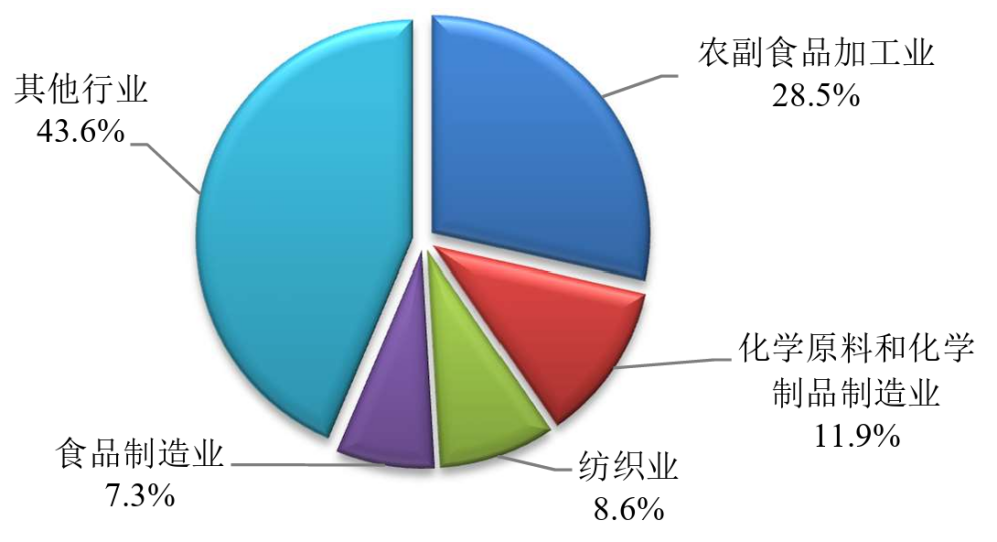 农副食品加工业
28.5%
其他行业
43.6%
化学原料和化学
制品制造业
11.9%
食品制造业
7.3%
纺织业
8.6%